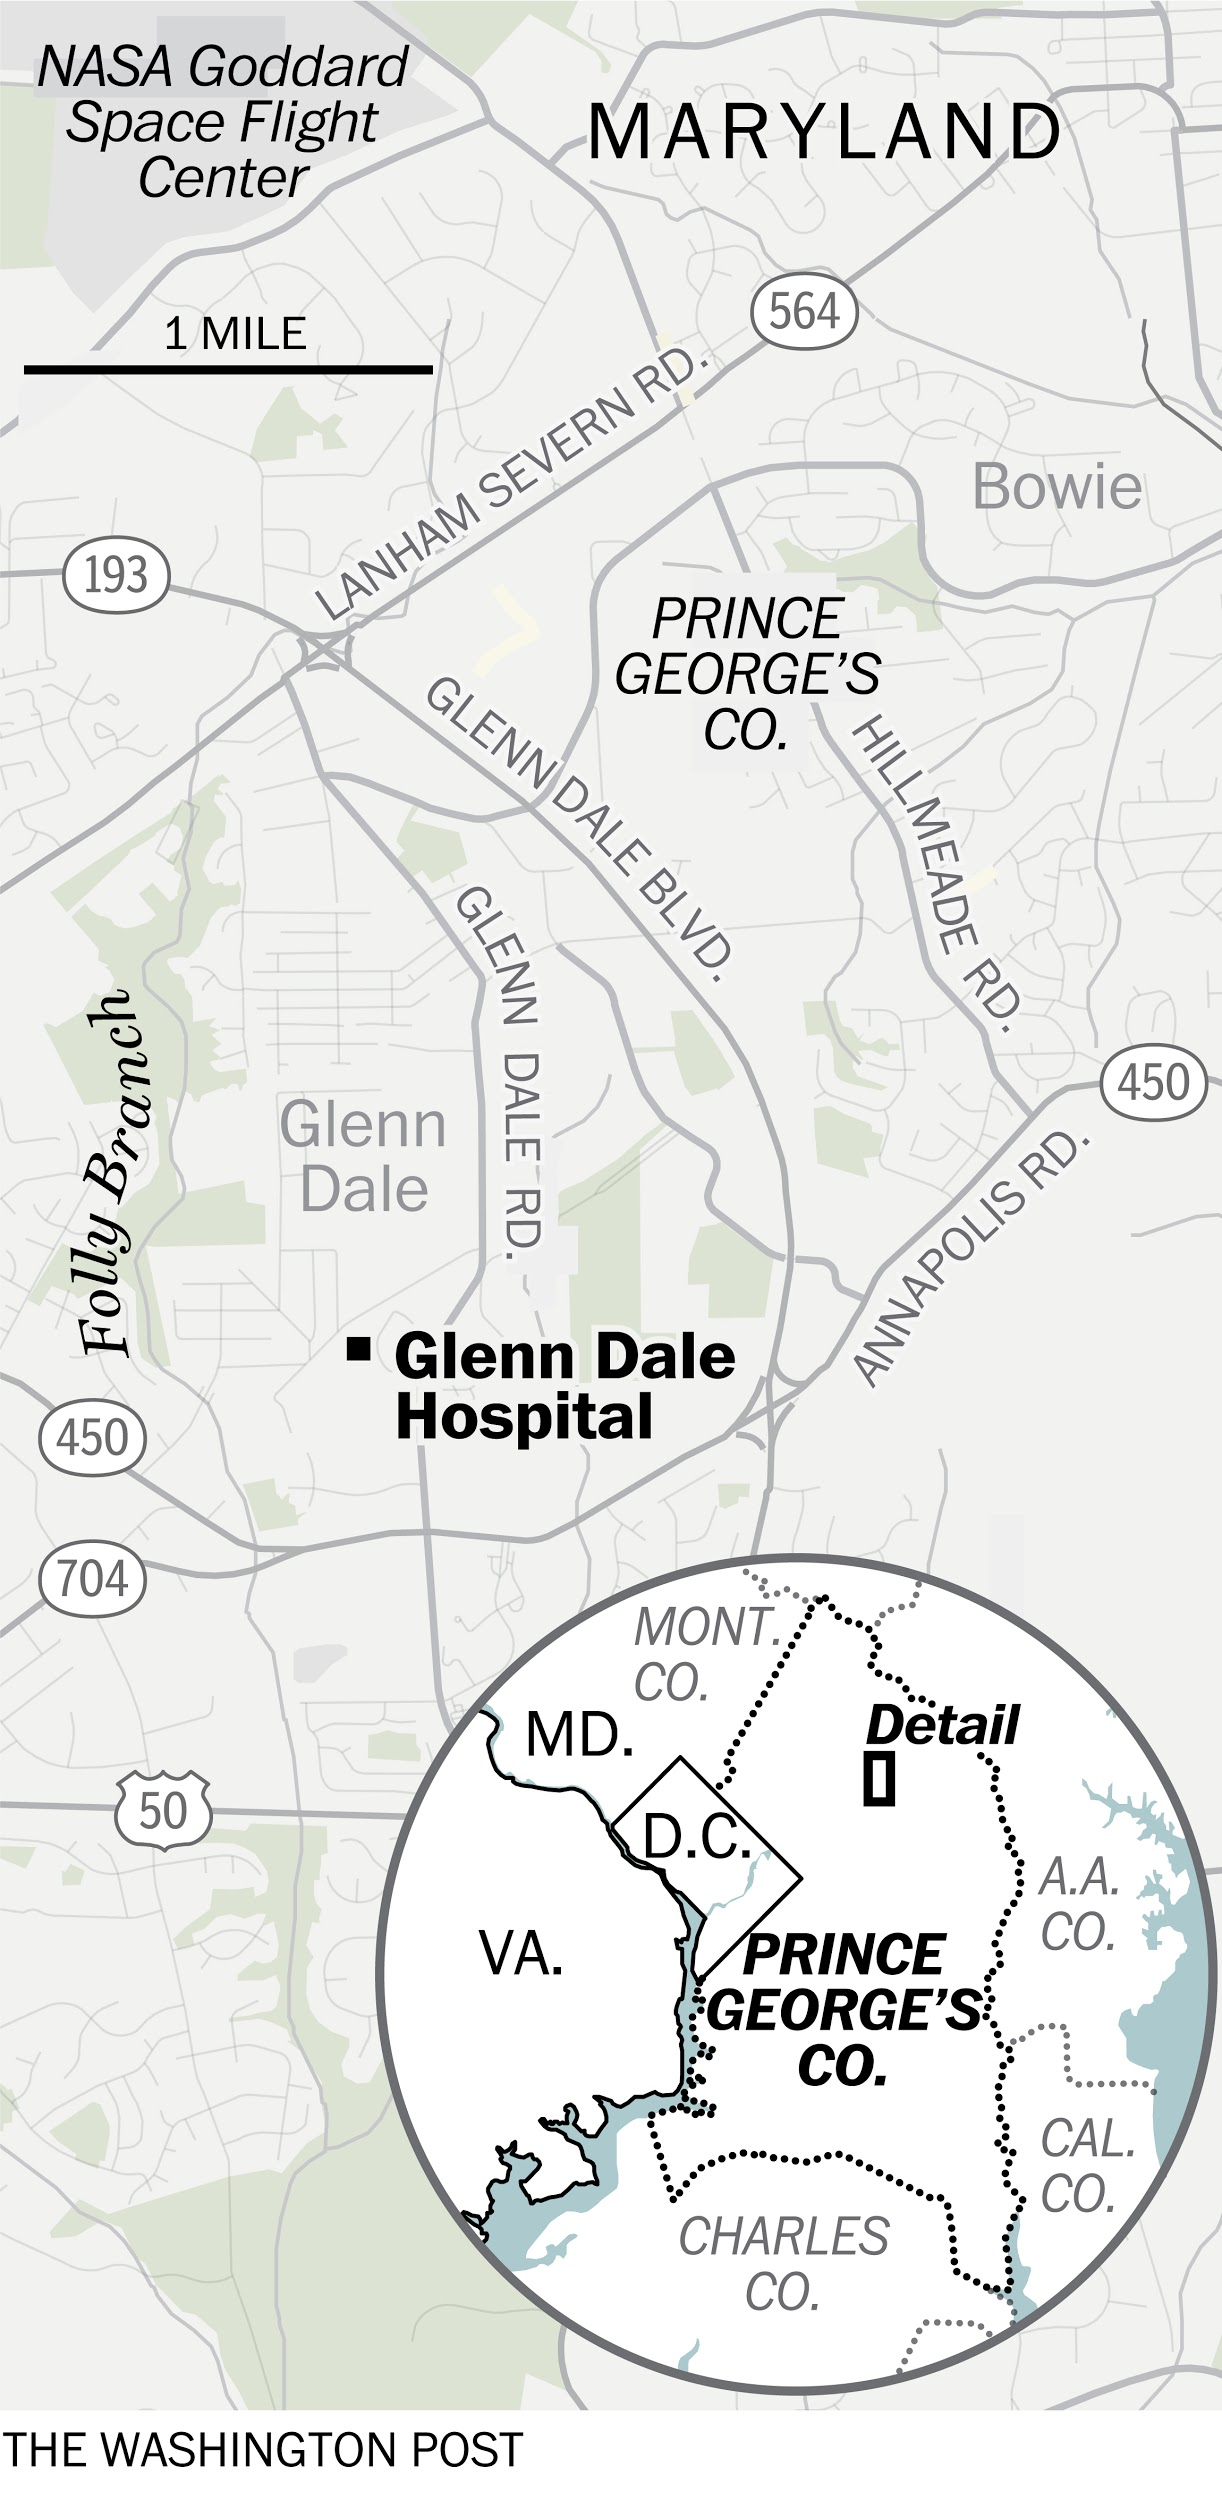 NASA Goddard
Space Flight
Center
MARYLAND
1 MILE
564
LANHAM SEVERN RD.
Bowie
193
PRINCE
GEORGE'S
CO.
GLENN DALE BLVD.
HILLMEADE RD.
GLENN DALE RD.
Folly Branch
450
Glenn
Dale
ANNAPOLIS RD.
Glenn Dale
Hospital
450
704
MONT.
CO.
MD.
Detail
50
D.C.
A.A.
CO.
VA.
PRINCE
GEORGE'S
CO.
CAL.
CO.
CHARLES
CO.
THE WASHINGTON POST